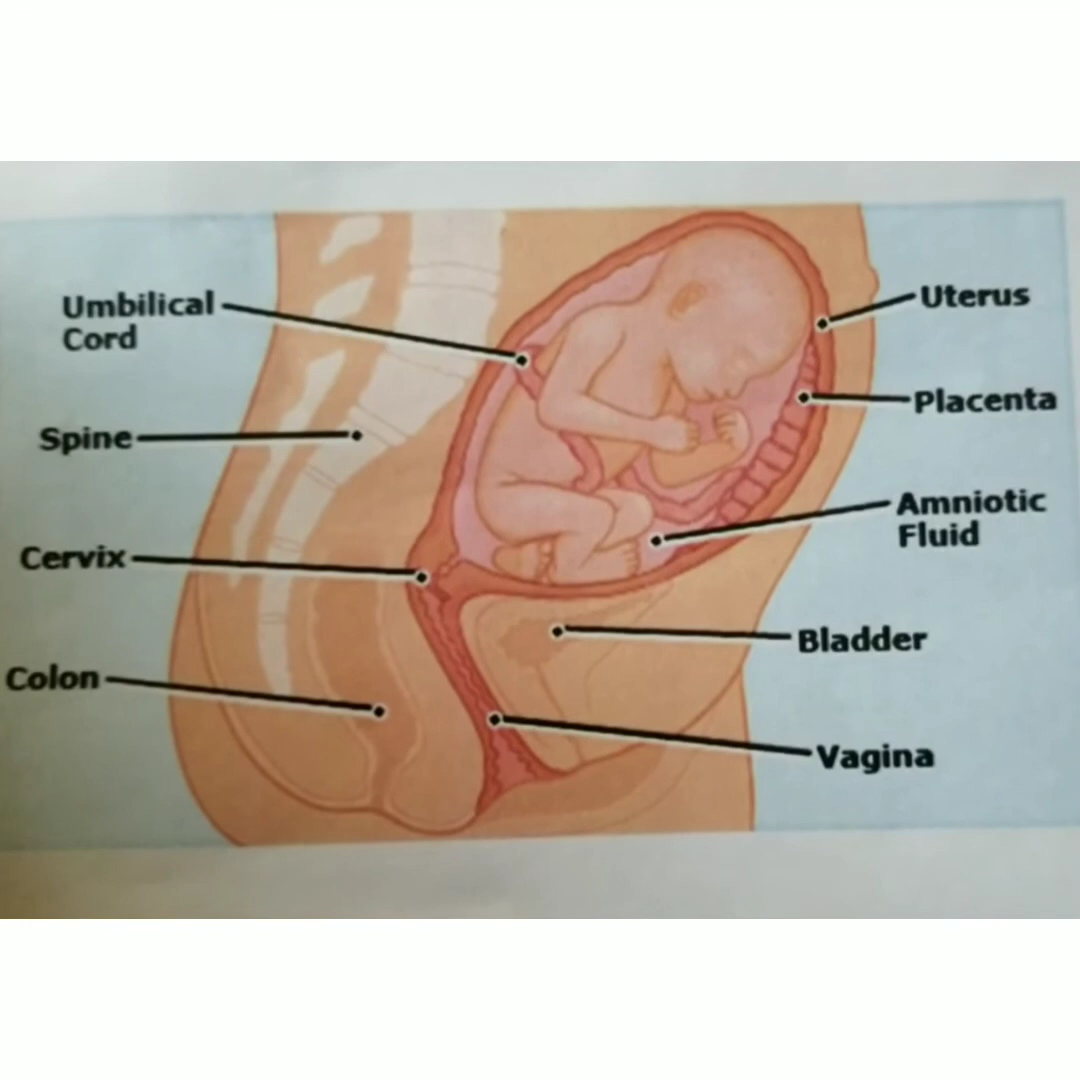 Umbilical
Cord
Spine
Cervix
Colon
Uterus
Placenta
Amniotic
Fluid
Bladder
Vagina